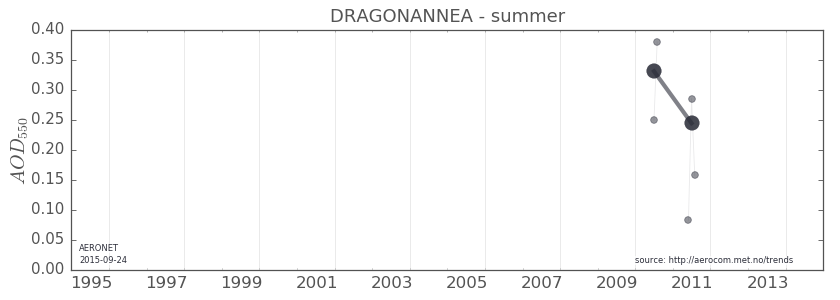 DRAGONANNEA - summer
0.40
0.35
0.30
0.25
0.20
0.15
0.10
0.05
0.00
AOD550
AERONET
2015-09-24
source: http://aerocom.met.no/trends
1995 1997 1999 2001 2003 2005 2007 2009 2011 2013